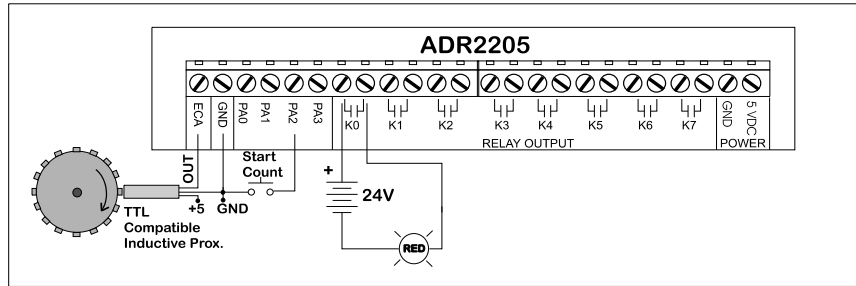 ADR2205
ECA
GND
PA0
PA1
PA2
PA3
K0
K1
K2
K3
K4
K5
K6
K7
GND
5 VDC
RELAY OUTPUT
POWER
OUT
Start
Count
+
24V
+5
GND
TTL
Compatible
Inductive Prox.
RED